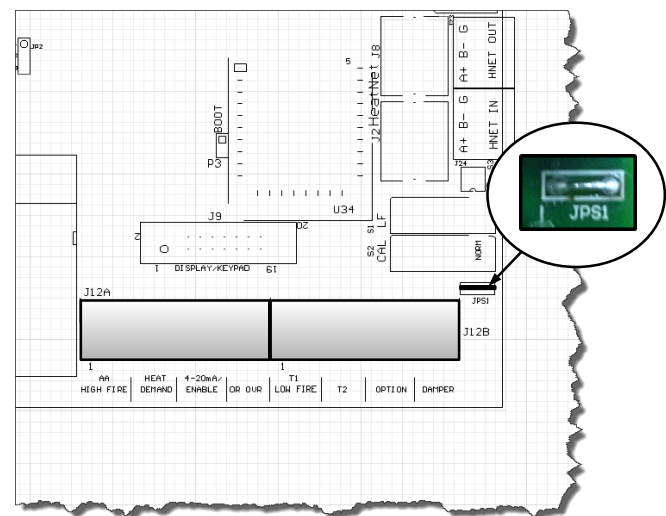 JP2
5
J8
HeatNet
J2
A+ B- G
HNET OUT
A+ B- G
HNET IN
S3
J24
BOOT
P3
U34
J9
20
2
1
DISPLAY/KEYPAD
19
S1
LF
S2
CAL
NORM
JPS1
JPS1
J12A
J12B
1
1
AA
HIGH FIRE
HEAT
DEMAND
4-20mA/
ENABLE
OR OVR
T1
LOW FIRE
T2
OPTION
DAMPER